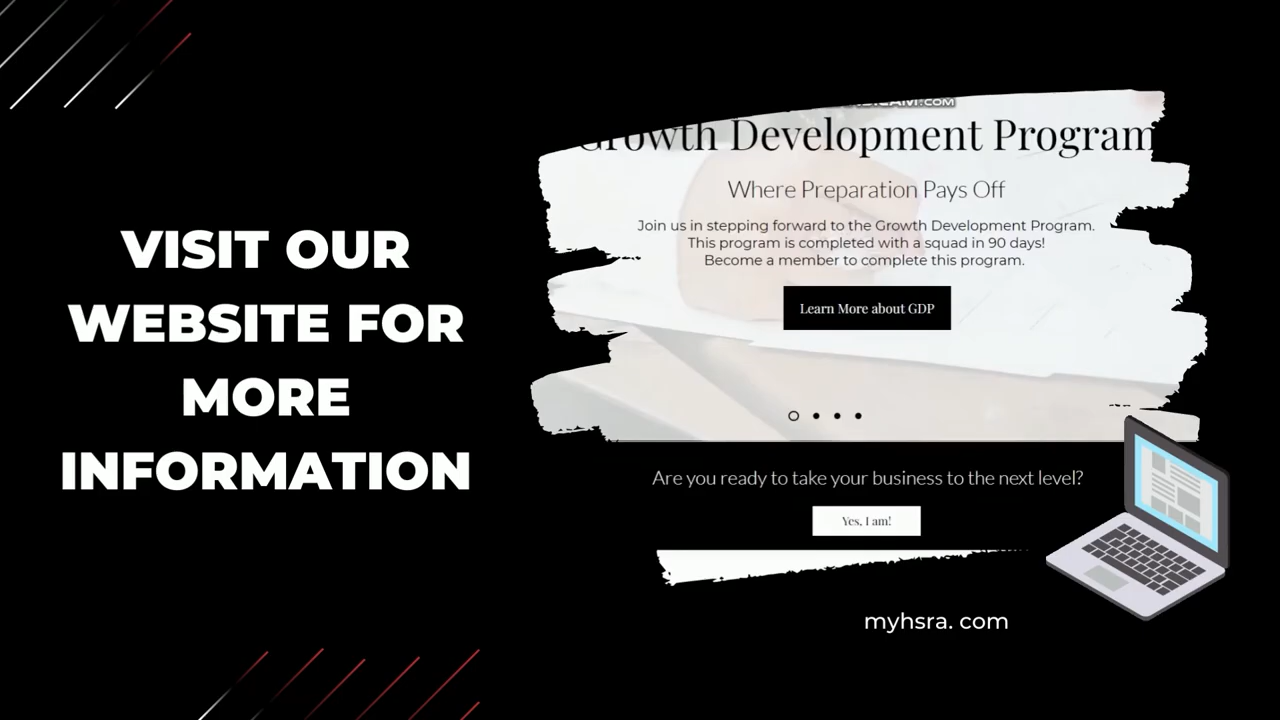 VISIT OUR
WEBSITE FOR
MORE
INFORMATION
Growth Development Program
Where Preparation Pays Off
Join us in stepping forward to the Growth Development Program.
This program is completed with a squad in 90 days!
Become a member to complete this program.
Learn More about GDP
Are you ready to take your business to the next level?
Yes, I am!
myhsra. com